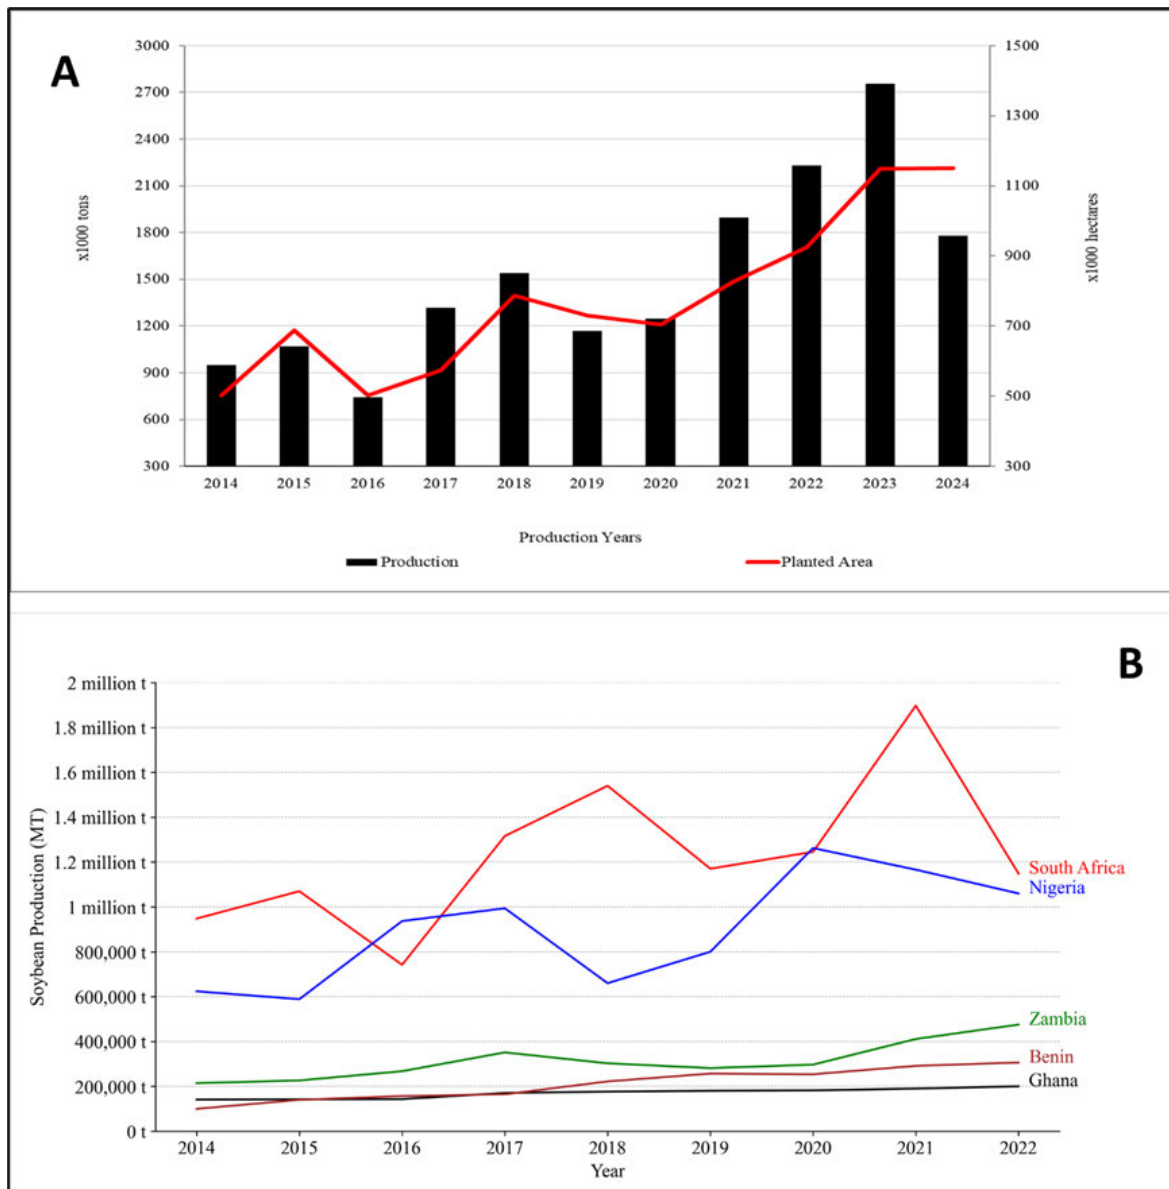 A
3000
2700
2400
2100
1800
1500
1200
900
600
300
x1000 tons
1500
1300
1100
900
700
500
300
x1000 hectares
2014 2015 2016 2017 2018 2019 2020 2021 2022 2023 2024
Production Years
Production Planted Area
B
2 million t
1.8 million t
1.6 million t
1.4 million t
1.2 million t
1 million t
800,000 t
600,000 t
400,000 t
200,000 t
0 t
Soybean Production (MT)
South Africa
Nigeria
Zambia
Benin
Ghana
2014 2015 2016 2017 2018 2019 2020 2021 2022
Year